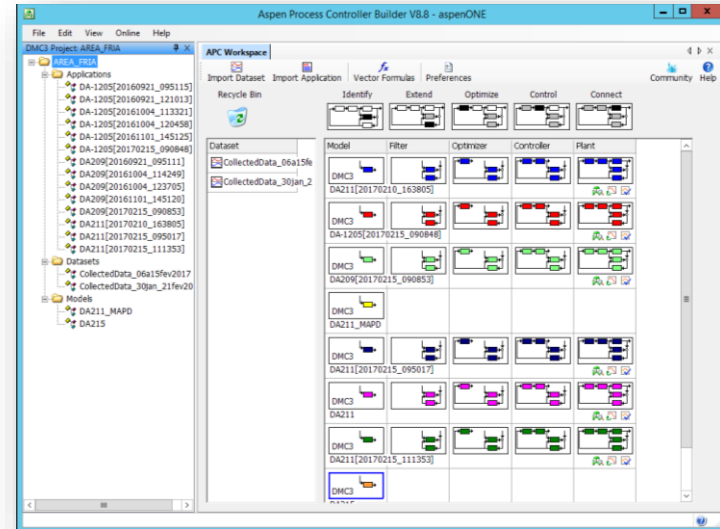 Aspen Process Controller Builder V8.8 - aspenONE
File Edit View Online Help
DMC3 Project: AREA_FRIA
AREA_FRIA
Applications
DA-1205[20160921_095115]
DA-1205[20160921_121013]
DA-1205[20161004_113321]
DA-1205[20161004_120458]
DA-1205[20161101_145125]
DA-1205[20170215_090848]
DA209[20160921_095111]
DA209[20161004_114249]
DA209[20161004_123705]
DA209[20161101_145120]
DA209[20170215_090853]
DA211[20170210_163805]
DA211[20170215_095017]
DA211[20170215_111353]
Datasets
CollectedData_06a15fev2017
CollectedData_30jan_21fev20
Models
DA211_MAPD
DA215
APC Workspace
Import Dataset Import Application Vector Formulas Preferences Community Help
Recycle Bin Identify Extend Optimize Control Connect
Dataset
CollectedData_06a15fe
CollectedData_30jan_2
Model Filter Optimizer Controller Plant
DMC3
DA211[20170210_163805]
DMC3
DA-1205[20170215_090848]
DMC3
DA209[20170215_090853]
DMC3
DA211_MAPD
DMC3
DA211[20170215_095017]
DMC3
DA211
DMC3
DA211[20170215_111353]
DMC3